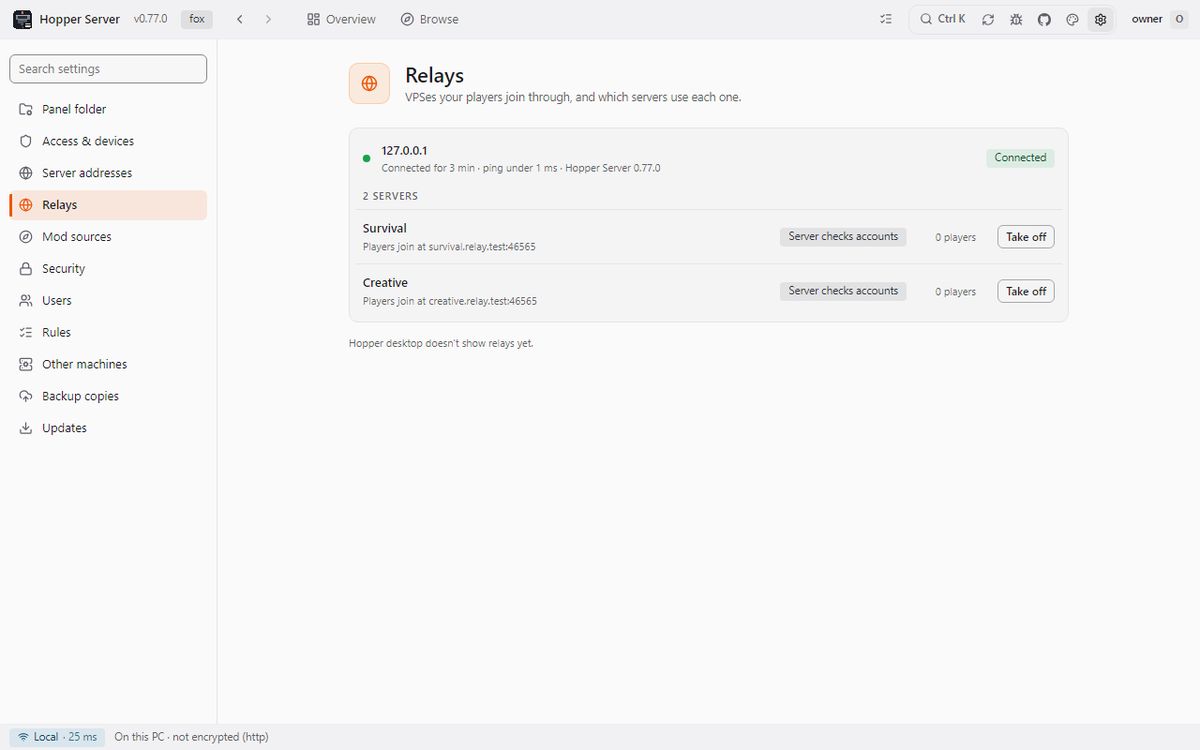 Hopper Server v0.77.0 fox Overview Browse Ctrl K owner O
Search settings
Panel folder
Access & devices
Server addresses
Relays
Mod sources
Security
Users
Rules
Other machines
Backup copies
Updates
Relays
VPSes your players join through, and which servers use each one.
127.0.0.1
Connected for 3 min · ping under 1 ms · Hopper Server 0.77.0
Connected
2 SERVERS
Survival
Players join at survival.relay.test:46565
Server checks accounts 0 players Take off
Creative
Players join at creative.relay.test:46565
Server checks accounts 0 players Take off
Hopper desktop doesn't show relays yet.
Local · 25 ms On this PC · not encrypted (http)